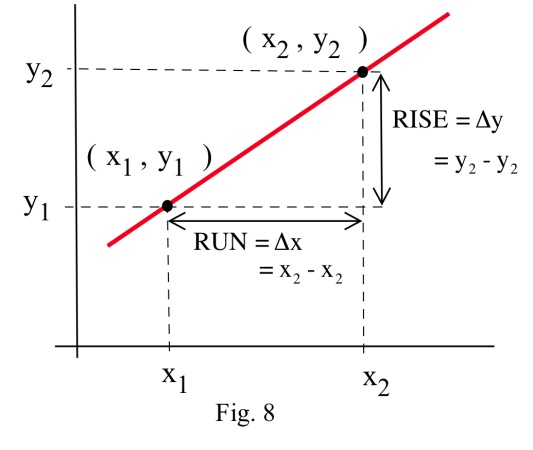 ( x₂ , y₂ )
y₂
RISE = Δy
= y₂ - y₂
( x₁ , y₁ )
y₁
RUN = Δx
= x₂ - x₂
x₁
x₂
Fig. 8